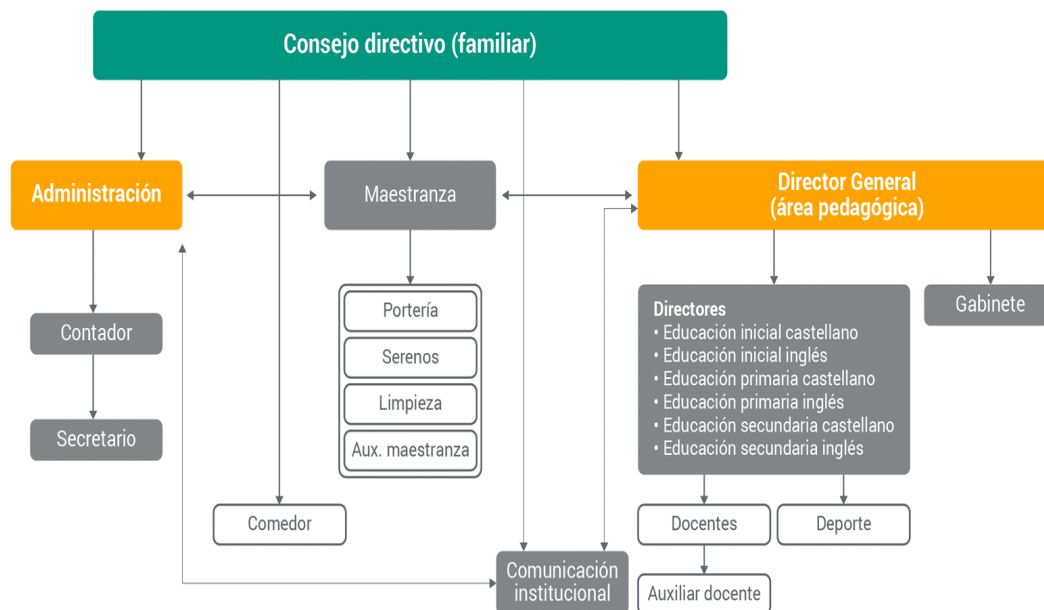 Consejo directivo (familiar)
Administración
Maestranza
Director General
(área pedagógica)
Contador
Secretario
Portería
Serenos
Limpieza
Aux. maestranza
Comedor
Directores
• Educación inicial castellano
• Educación inicial inglés
• Educación primaria castellano
• Educación primaria inglés
• Educación secundaria castellano
• Educación secundaria inglés
Gabinete
Docentes
Deporte
Comunicación
institucional
Auxiliar docente